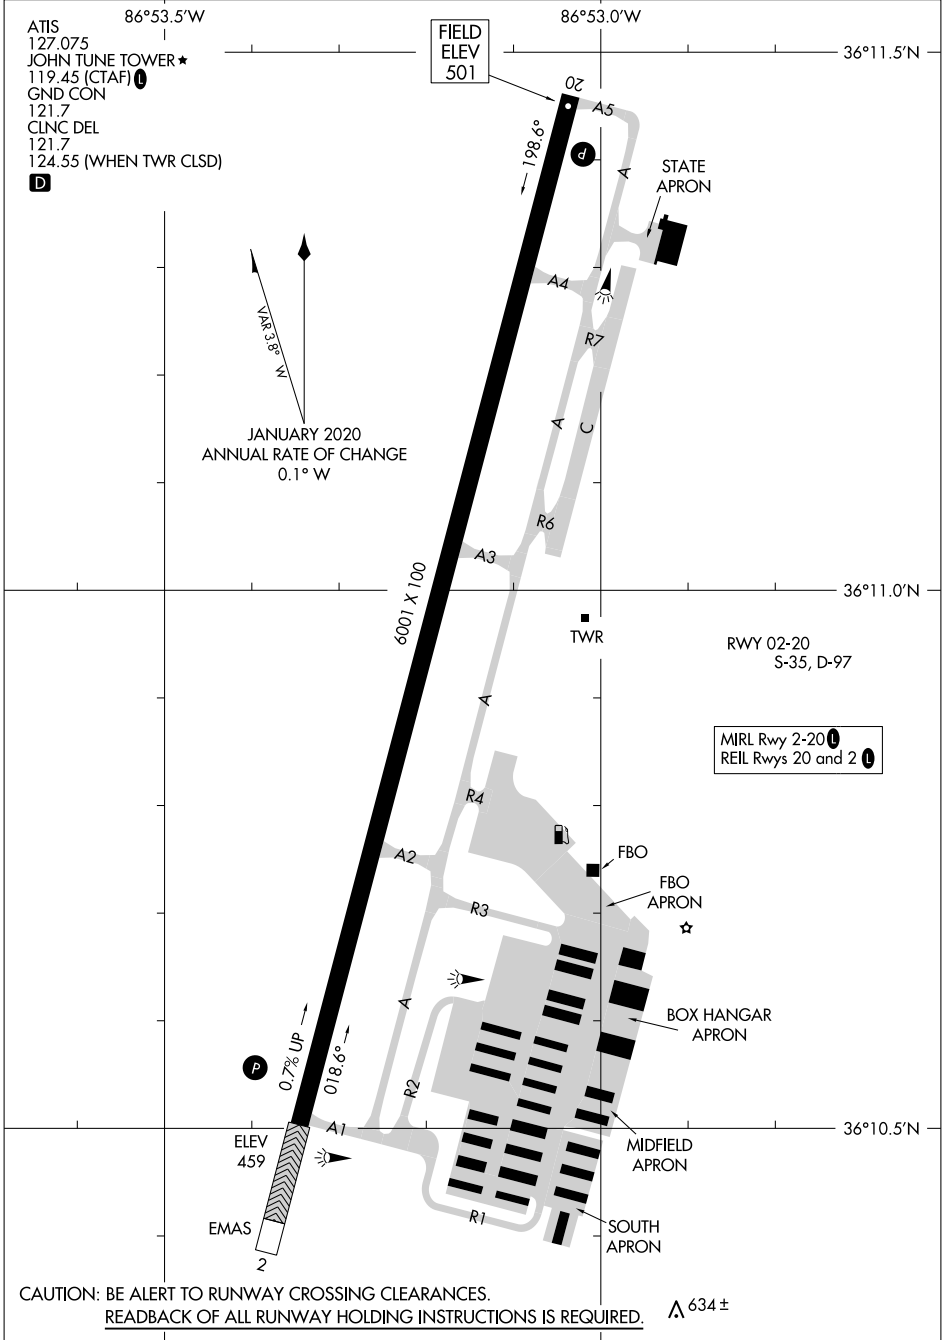 86°53.5'W
86°53.0'W
ATIS
127.075
JOHN TUNE TOWER★
119.45 (CTAF) L
GND CON
121.7
CLNC DEL
121.7
124.55 (WHEN TWR CLSD)
D
FIELD
ELEV
501
36°11.5'N
20
A5
198.6°
P
A
STATE
APRON
A4
VAR 3.8° W
R7
JANUARY 2020
ANNUAL RATE OF CHANGE
0.1° W
A
C
R6
A3
36°11.0'N
6001 X 100
TWR
RWY 02-20
S-35, D-97
A
MIRL Rwy 2-20 L
REIL Rwys 20 and 2 L
R4
A2
FBO
FBO
APRON
R3
A
BOX HANGAR
APRON
0.7% UP
018.6°
P
R2
A1
36°10.5'N
ELEV
459
MIDFIELD
APRON
EMAS
R1
SOUTH
APRON
2
CAUTION: BE ALERT TO RUNWAY CROSSING CLEARANCES.
READBACK OF ALL RUNWAY HOLDING INSTRUCTIONS IS REQUIRED.
634±